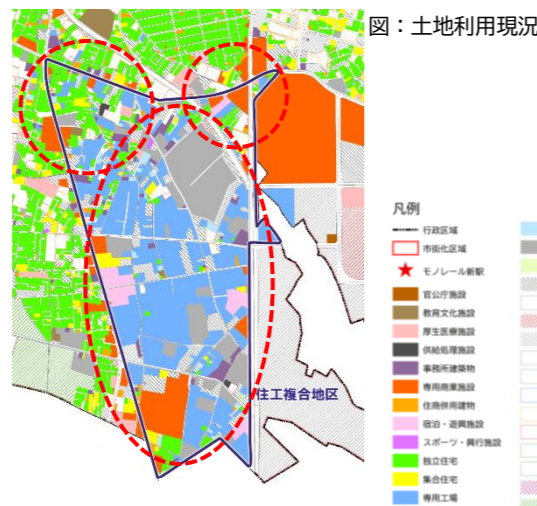 図：土地利用現況
凡例
行政区域
市街化区域
モノレール新駅
官公庁施設
教育文化施設
厚生医療施設
供給処理施設
事務所建築物
専用商業施設
住商併用建物
宿泊・遊興施設
スポーツ・興行施設
独立住宅
集合住宅
専用工場
住工複合地区